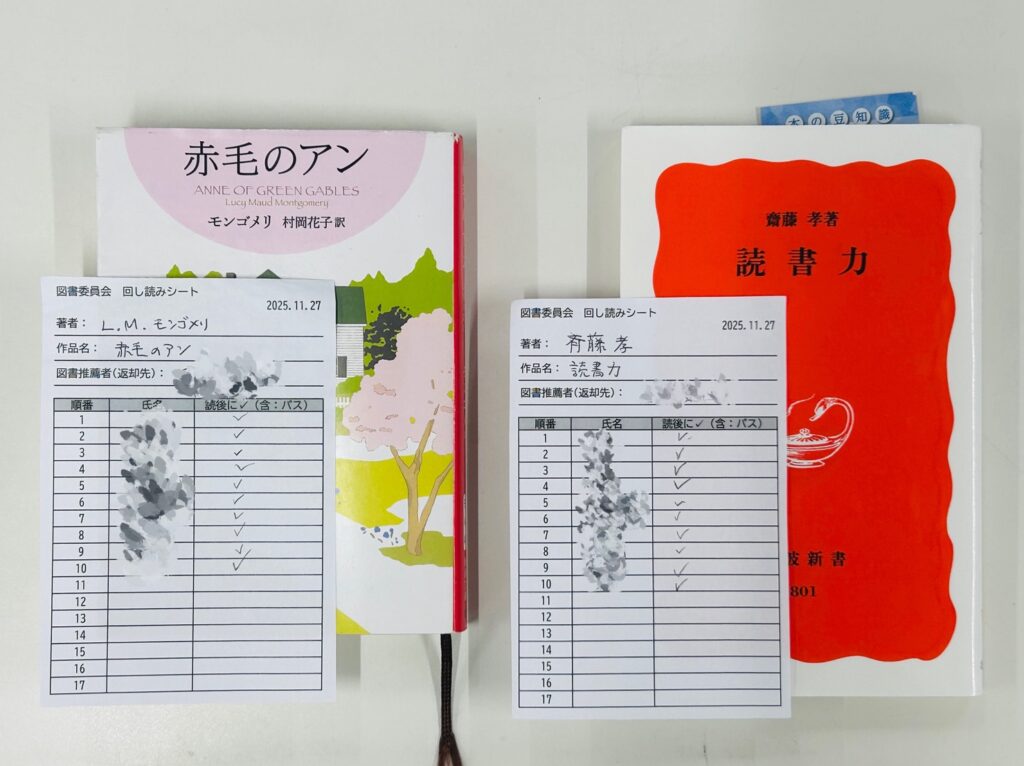 赤毛のアン
ANNE OF GREEN GABLES
Lucy Maud Montgomery
モンゴメリ 村岡花子訳
図書委員会 回し読みシート
2025.11.27
著者： L.M.モンゴメリ
作品名： 赤毛のアン
図書推薦者(返却先)：
順番 氏名 読後に✓(含：パス)
1 ✓
2 ✓
3 ✓
4 ✓
5 ✓
6 ✓
7 ✓
8 ✓
9 ✓
10 ✓
11
12
13
14
15
16
17
本の豆知識
齋藤 孝著
読書力
波新書
801
図書委員会 回し読みシート
2025.11.27
著者： 斉藤 孝
作品名： 読書力
図書推薦者(返却先)：
順番 氏名 読後に✓(含：パス)
1 ✓
2 ✓
3 ✓
4 ✓
5 ✓
6 ✓
7 ✓
8 ✓
9 ✓
10 ✓
11
12
13
14
15
16
17